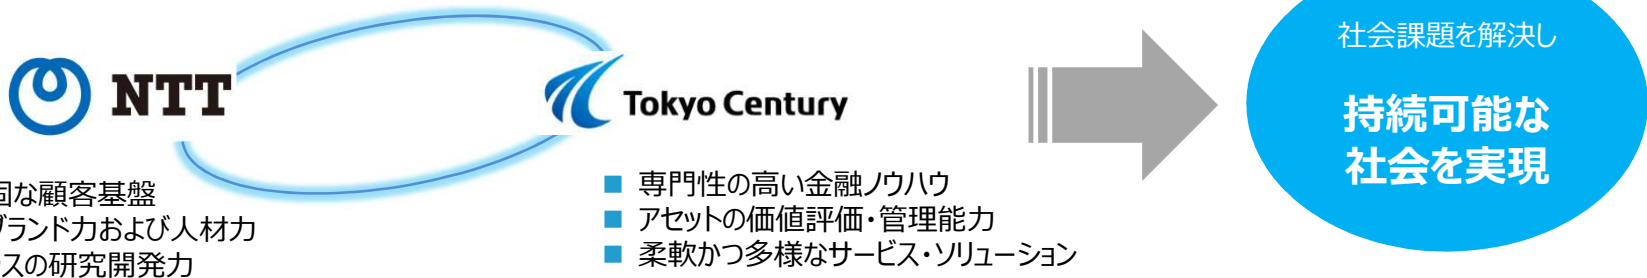 NTT
固な顧客基盤
ブランド力および人材力
スの研究開発力
Tokyo Century
■ 専門性の高い金融ノウハウ
■ アセットの価値評価・管理能力
■ 柔軟かつ多様なサービス・ソリューション
社会課題を解決し
持続可能な
社会を実現